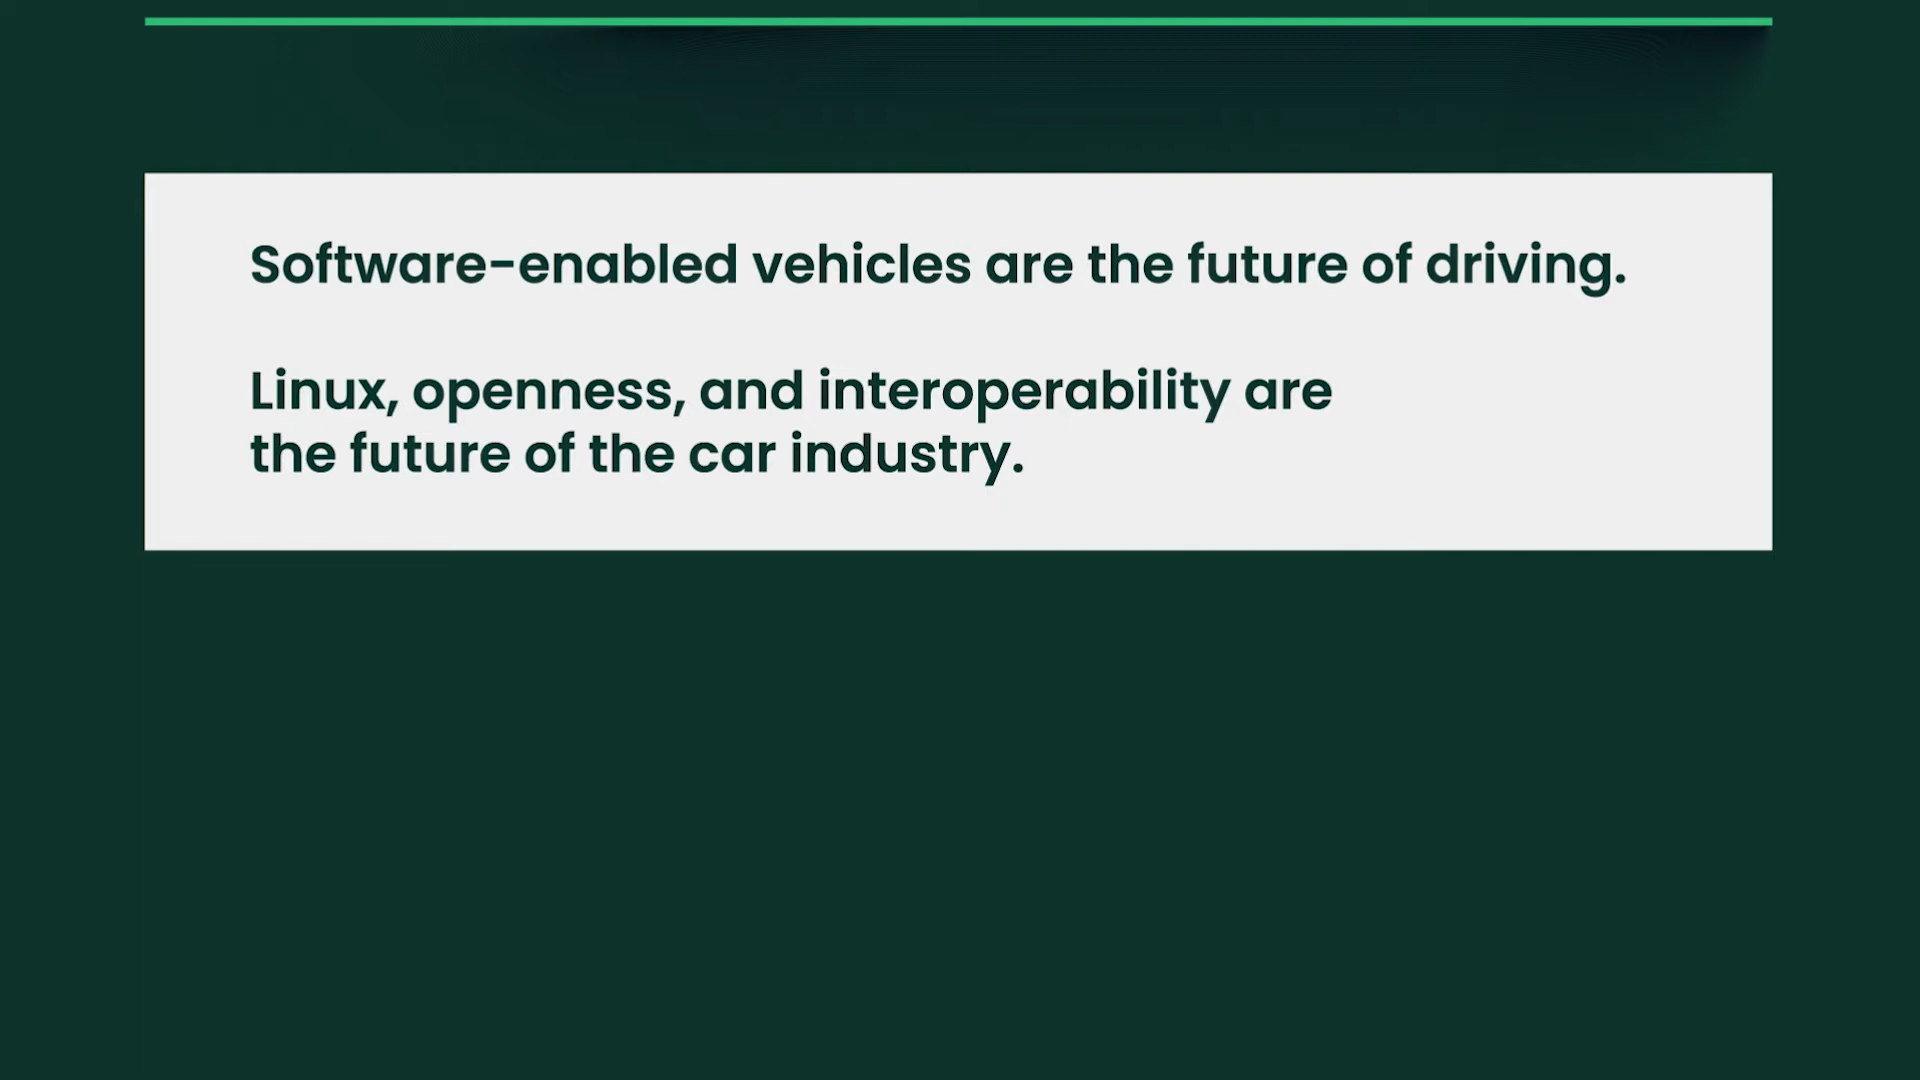 Software-enabled vehicles are the future of driving.
Linux, openness, and interoperability are
the future of the car industry.